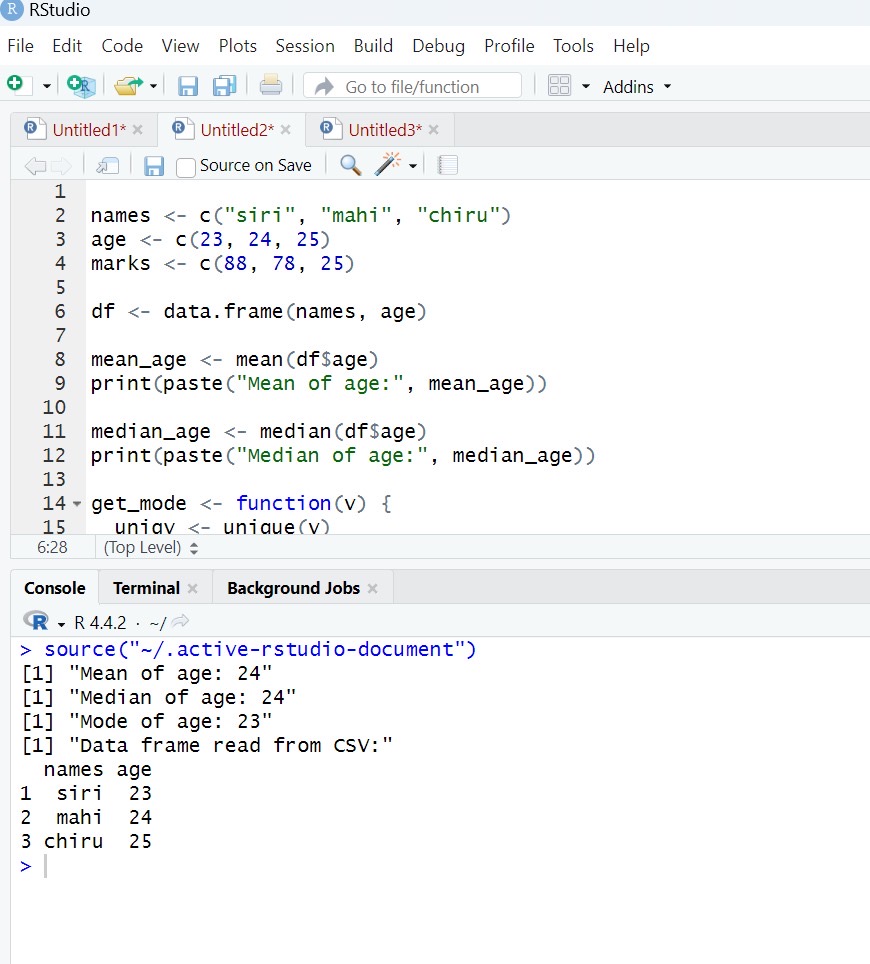 R RStudio
File Edit Code View Plots Session Build Debug Profile Tools Help
Go to file/function Addins
Untitled1* Untitled2* Untitled3*
Source on Save
1
2 names <- c("siri", "mahi", "chiru")
3 age <- c(23, 24, 25)
4 marks <- c(88, 78, 25)
5
6 df <- data.frame(names, age)
7
8 mean_age <- mean(df$age)
9 print(paste("Mean of age:", mean_age))
10
11 median_age <- median(df$age)
12 print(paste("Median of age:", median_age))
13
14 get_mode <- function(v) {
15   uniqv <- unique(v)
6:28 (Top Level)
Console Terminal Background Jobs
R R 4.4.2 · ~/
> source("~/.active-rstudio-document")
[1] "Mean of age: 24"
[1] "Median of age: 24"
[1] "Mode of age: 23"
[1] "Data frame read from CSV:"
  names age
1  siri  23
2  mahi  24
3 chiru  25
>